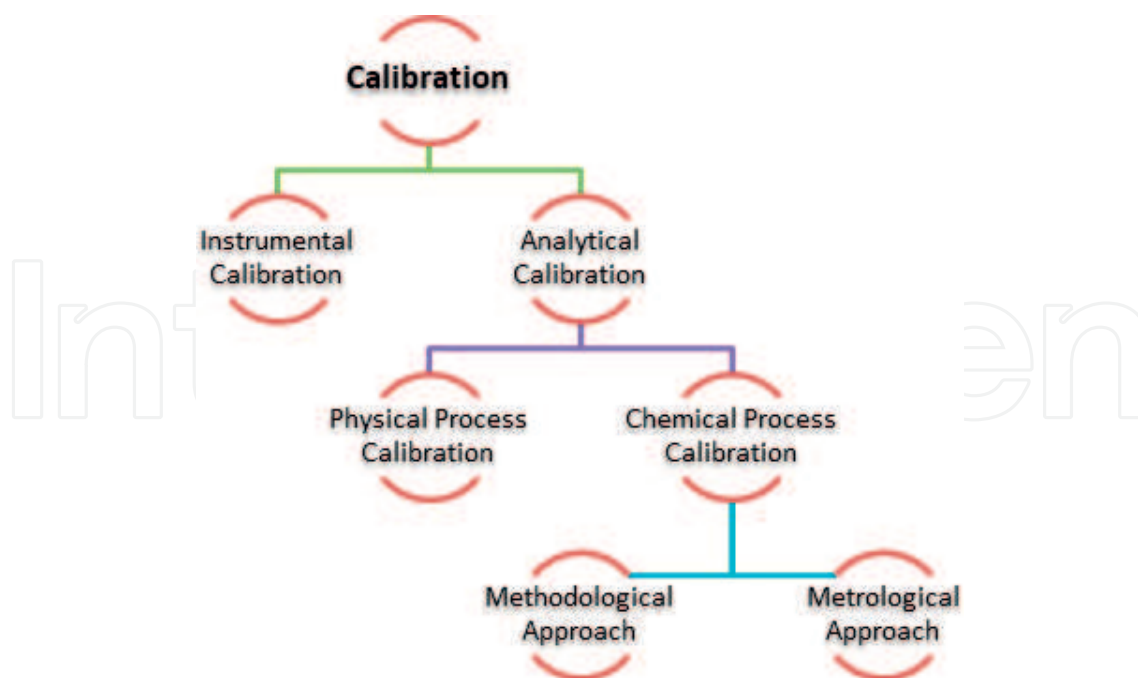 Calibration
Instrumental
Calibration
Analytical
Calibration
Physical Process
Calibration
Chemical Process
Calibration
Methodological
Approach
Metrological
Approach